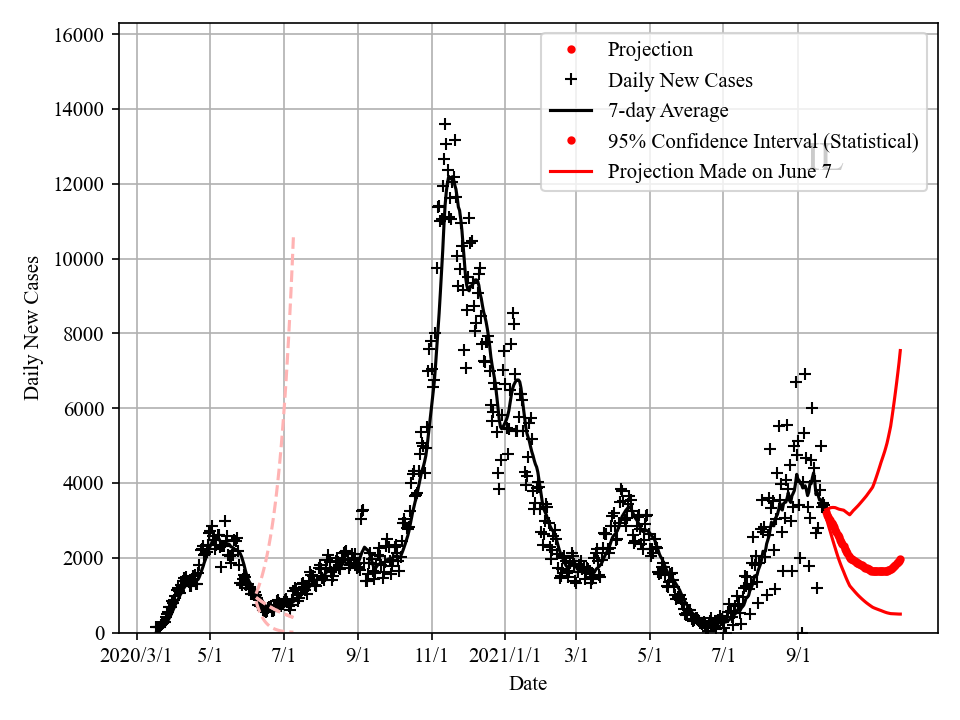 16000
14000
12000
10000
8000
6000
4000
2000
0
Daily New Cases
Projection
Daily New Cases
7-day Average
95% Confidence Interval (Statistical)
Projection Made on June 7
IL
2020/3/1 5/1 7/1 9/1 11/1 2021/1/1 3/1 5/1 7/1 9/1
Date